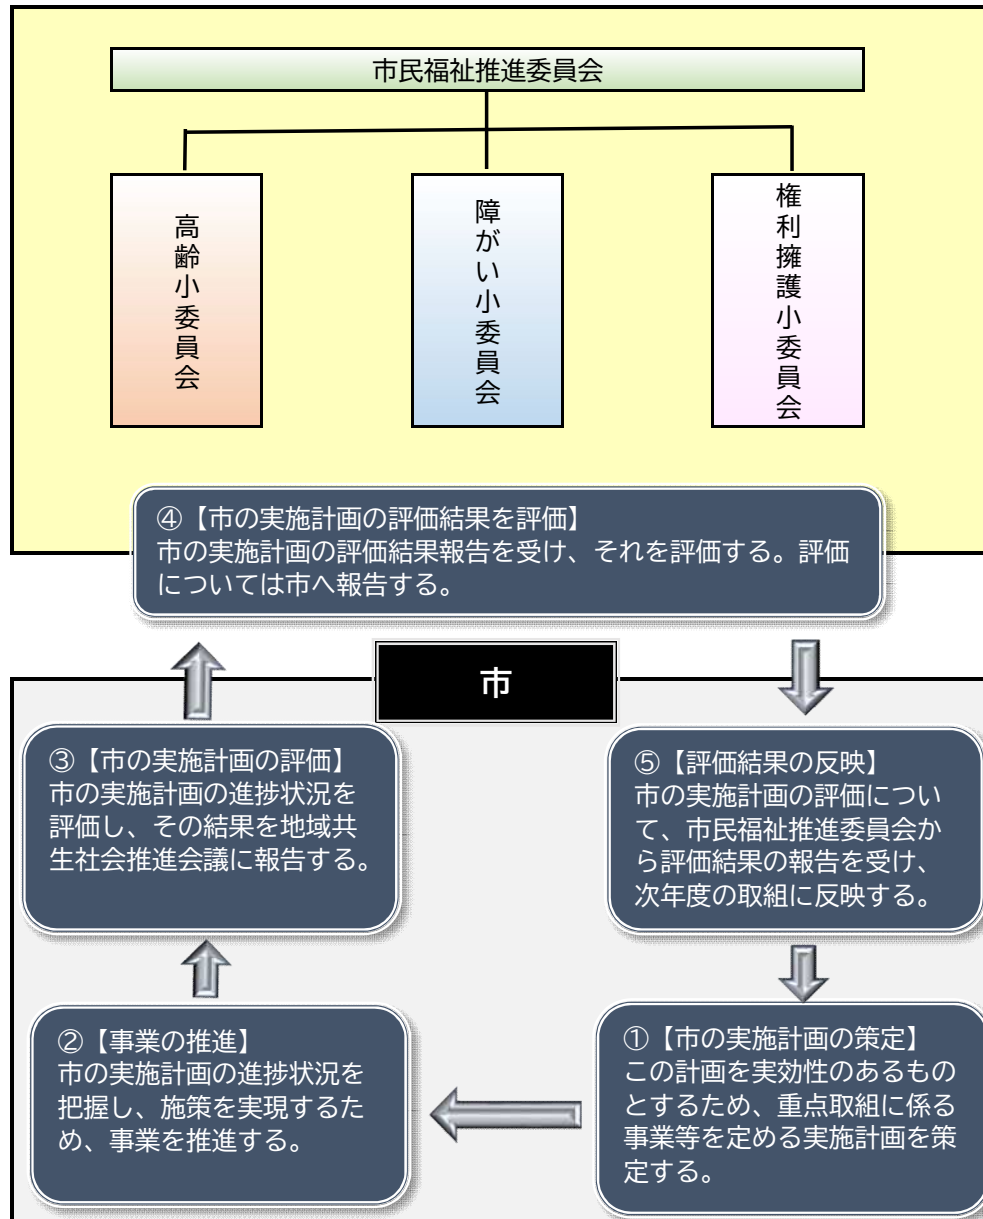 市民福祉推進委員会
高齢小委員会
障がい小委員会
権利擁護小委員会
④【市の実施計画の評価結果を評価】
市の実施計画の評価結果報告を受け、それを評価する。評価
については市へ報告する。
市
③【市の実施計画の評価】
市の実施計画の進捗状況を
評価し、その結果を地域共
生社会推進会議に報告する。
⑤【評価結果の反映】
市の実施計画の評価につい
て、市民福祉推進委員会か
ら評価結果の報告を受け、
次年度の取組に反映する。
②【事業の推進】
市の実施計画の進捗状況を
把握し、施策を実現するた
め、事業を推進する。
①【市の実施計画の策定】
この計画を実効性のあるもの
とするため、重点取組に係る
事業等を定める実施計画を策
定する。